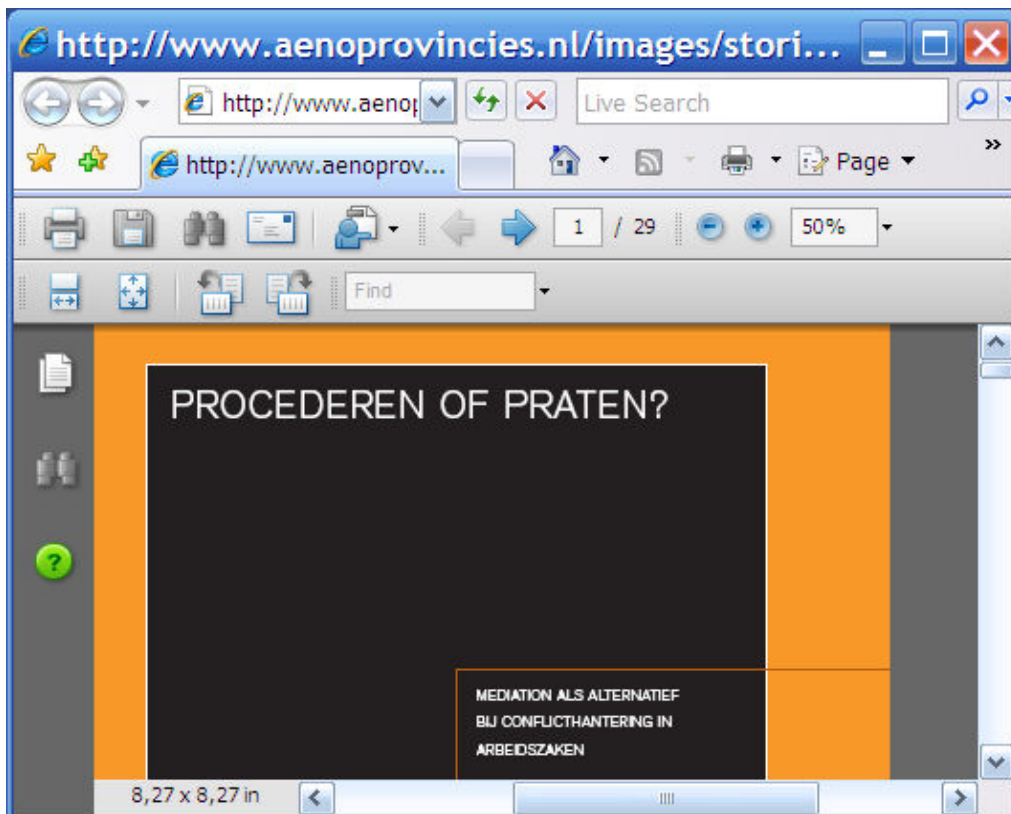 http://www.aenoprovincies.nl/images/stori...
http://www.aenop
Live Search
http://www.aenoprov...
Page
»
1 / 29
50%
Find
PROCEDEREN OF PRATEN?
?
MEDIATION ALS ALTERNATIEF
BIJ CONFLICTHANTERING IN
ARBEIDSZAKEN
8,27 x 8,27 in